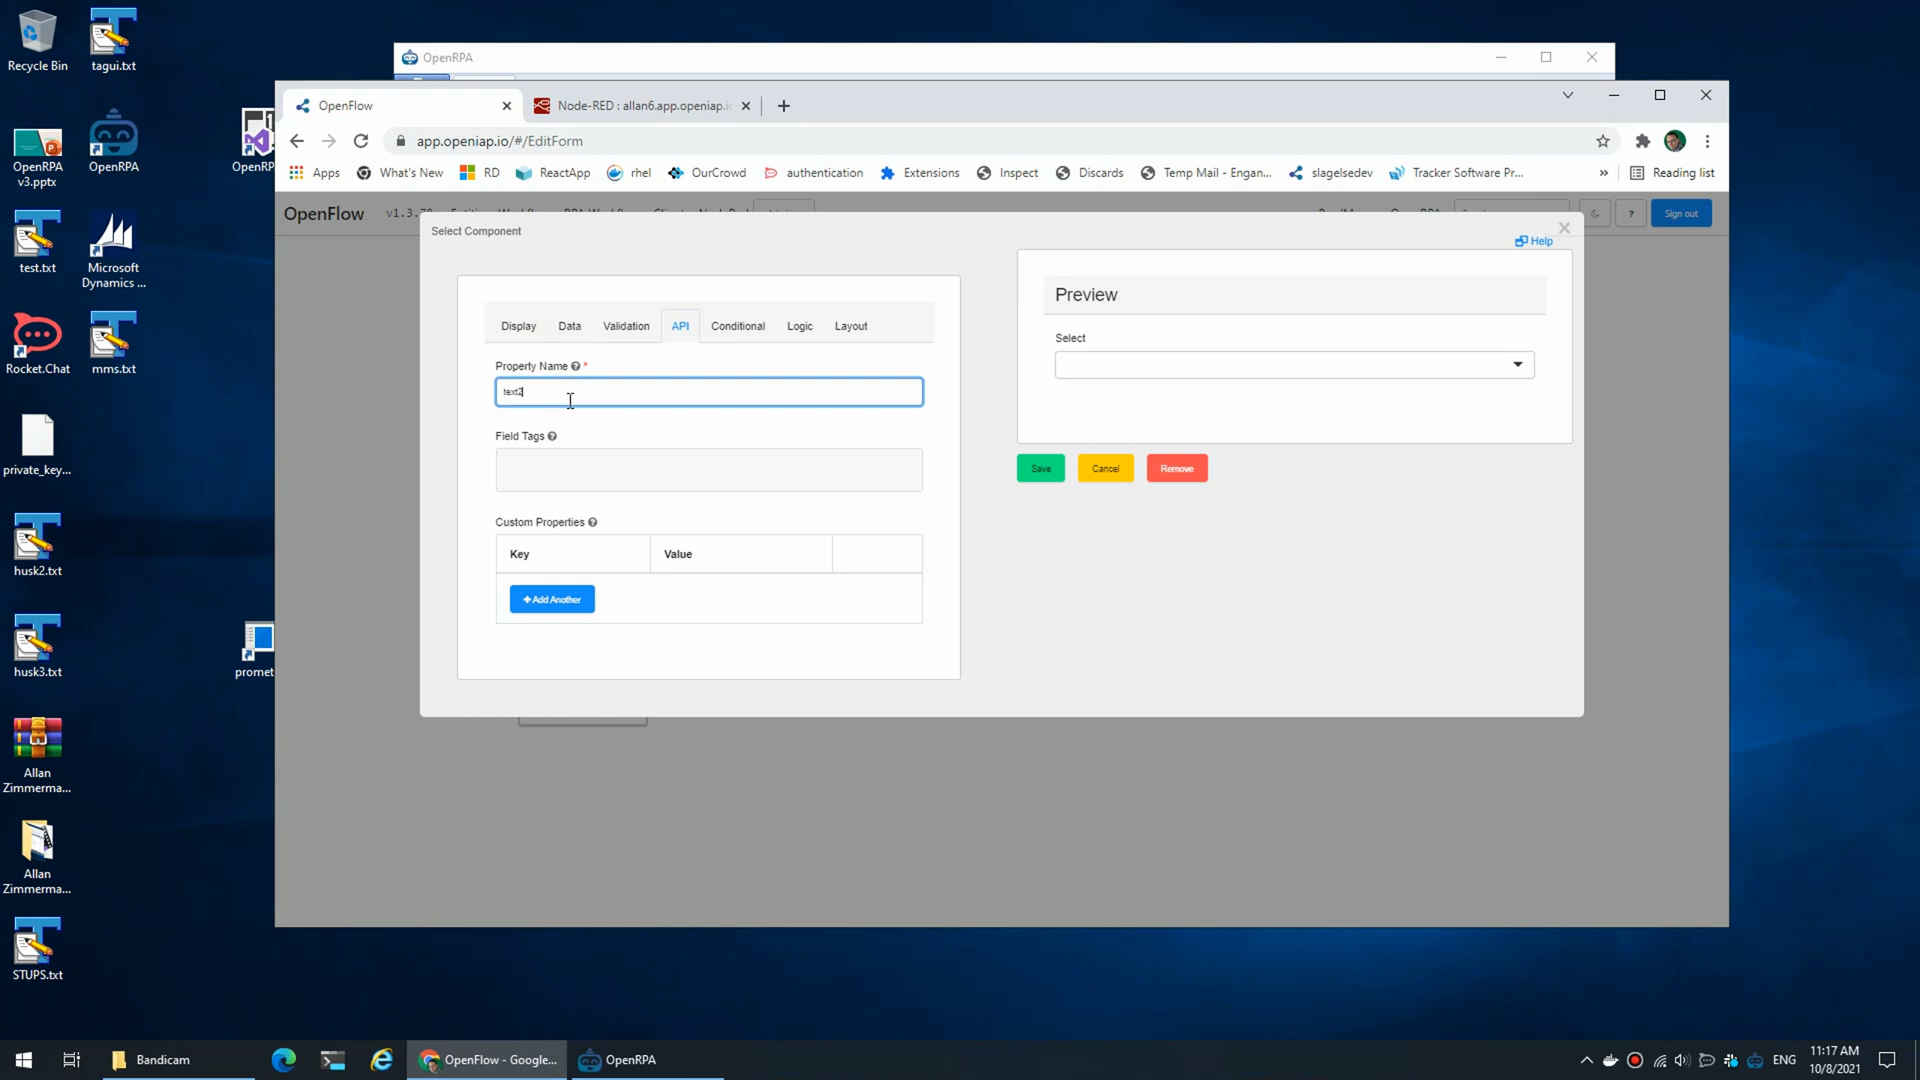 Recycle Bin
tagui.txt
OpenRPA
v3.pptx
OpenRPA
OpenRP
test.txt
Microsoft
Dynamics ...
Rocket.Chat
mms.txt
private_key...
husk2.txt
husk3.txt
promet
Allan
Zimmerma...
Allan
Zimmerma...
STUPS.txt
OpenRPA
OpenFlow
Node-RED : allan6.app.openiap.i
app.openiap.io/#/EditForm
Apps
What's New
RD
ReactApp
rhel
OurCrowd
authentication
Extensions
Inspect
Discards
Temp Mail - Engan...
slagelsedev
Tracker Software Pr...
»
Reading list
OpenFlow
?
Sign out
Select Component
Help
Display
Data
Validation
API
Conditional
Logic
Layout
Property Name *
text2
Field Tags
Custom Properties
Key
Value
+ Add Another
Preview
Select
Save
Cancel
Remove
Bandicam
OpenFlow - Google...
OpenRPA
ENG
11:17 AM
10/8/2021